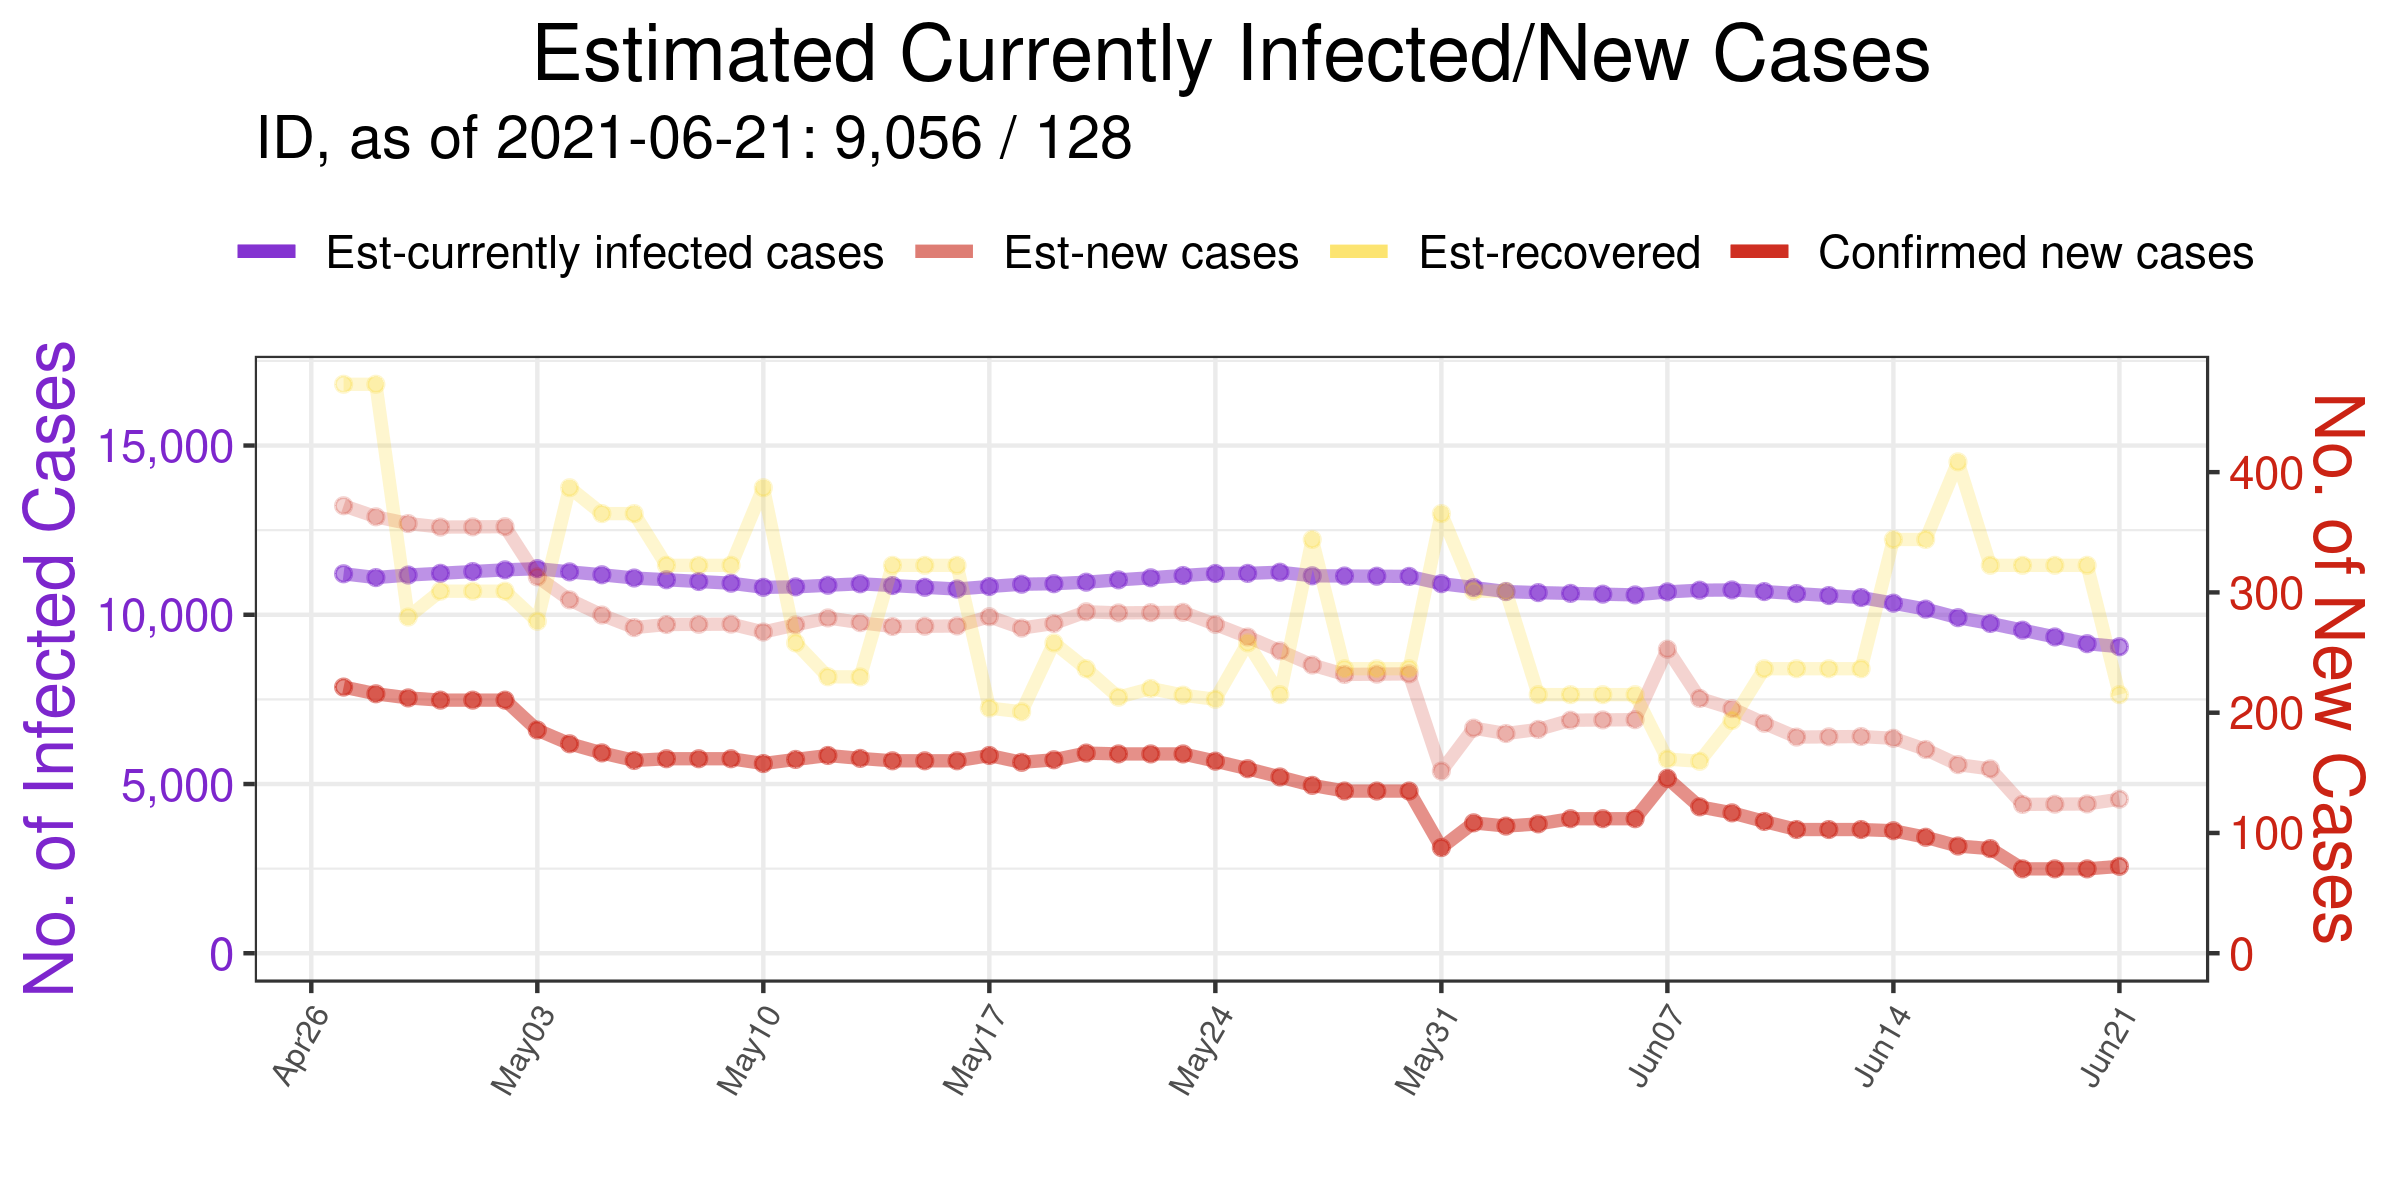 Estimated Currently Infected/New Cases
ID, as of 2021-06-21: 9,056 / 128
Est-currently infected cases Est-new cases Est-recovered Confirmed new cases
No. of Infected Cases
15,000
10,000
5,000
0
400
300
200
100
0
No. of New Cases
Apr26 May03 May10 May17 May24 May31 Jun07 Jun14 Jun21